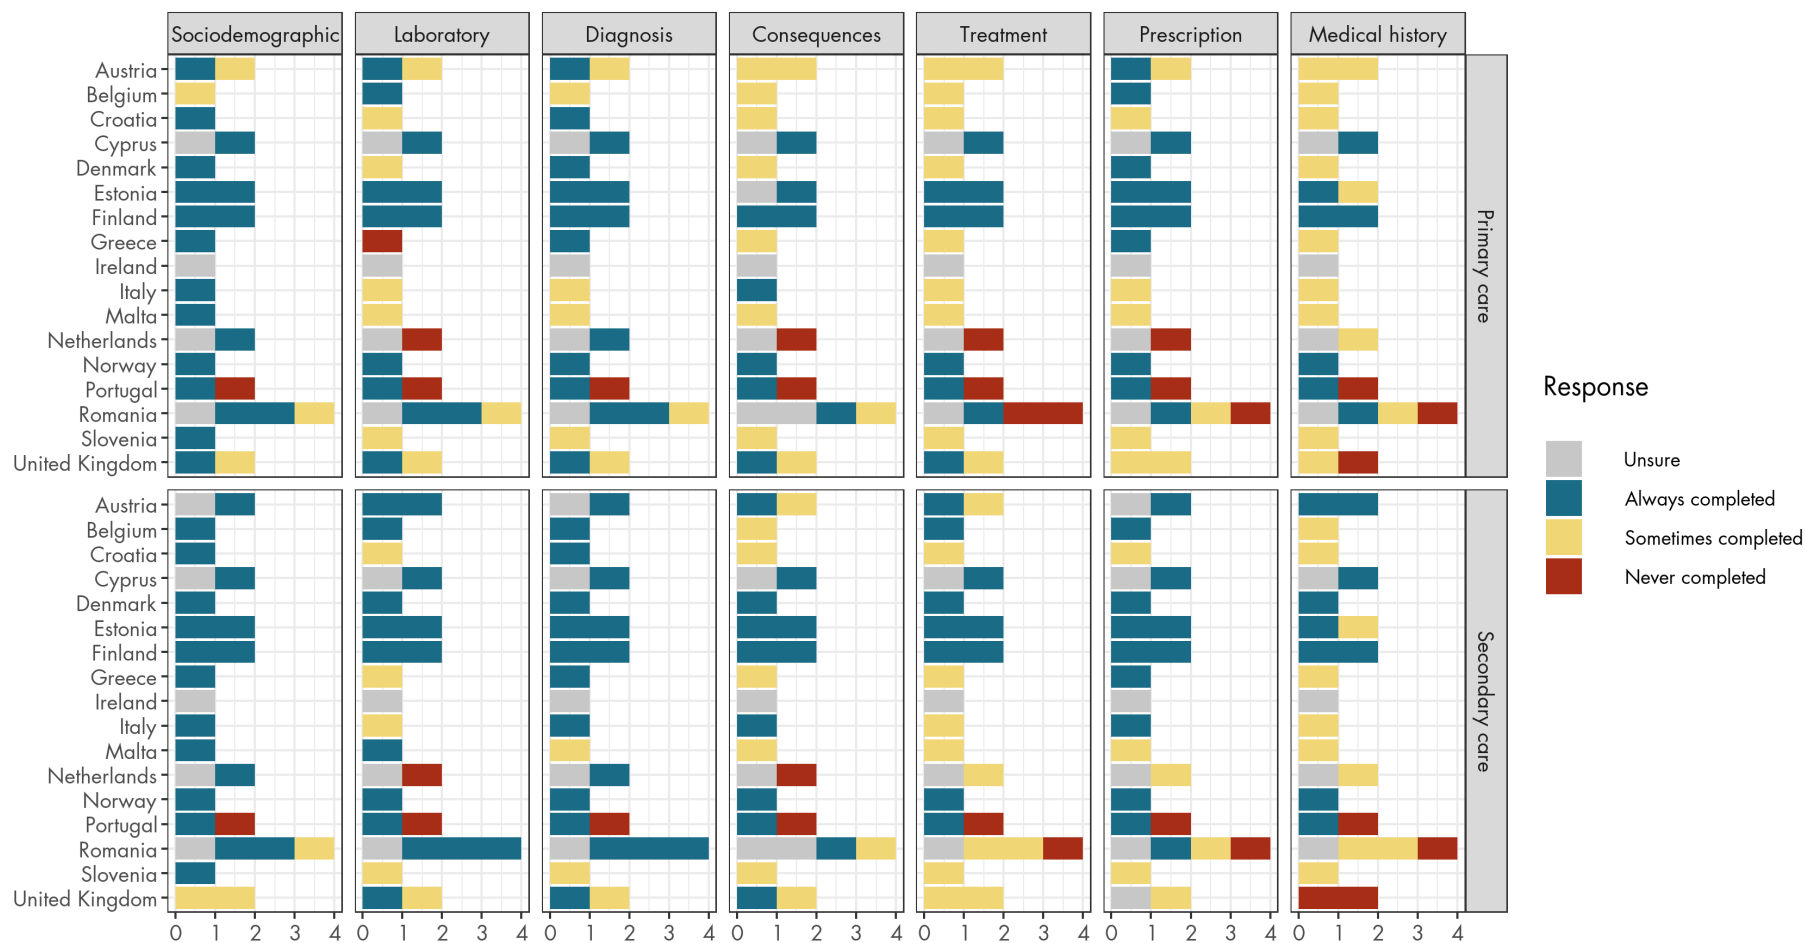 Sociodemographic Laboratory Diagnosis Consequences Treatment Prescription Medical history
Austria
Belgium
Croatia
Cyprus
Denmark
Estonia
Finland
Greece
Ireland
Italy
Malta
Netherlands
Norway
Portugal
Romania
Slovenia
United Kingdom
Primary care
Austria
Belgium
Croatia
Cyprus
Denmark
Estonia
Finland
Greece
Ireland
Italy
Malta
Netherlands
Norway
Portugal
Romania
Slovenia
United Kingdom
Secondary care
0 1 2 3 4 0 1 2 3 4 0 1 2 3 4 0 1 2 3 4 0 1 2 3 4 0 1 2 3 4 0 1 2 3 4
Response
Unsure
Always completed
Sometimes completed
Never completed